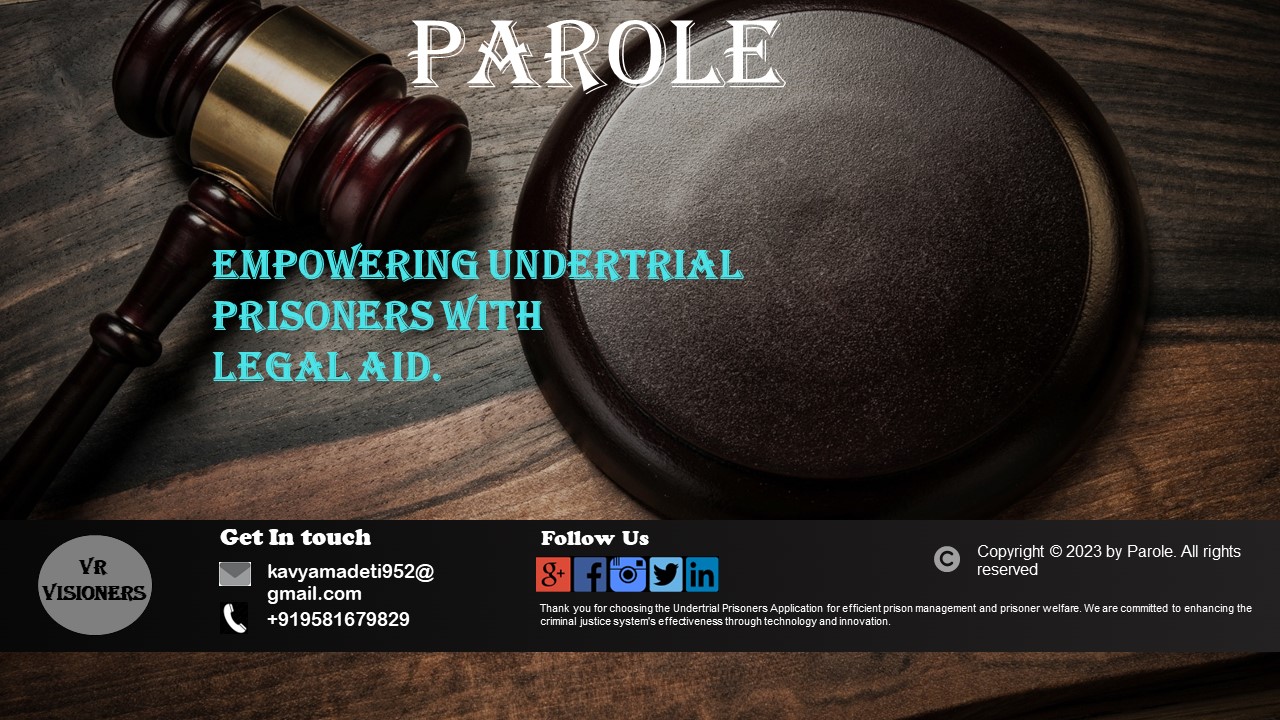 PAROLE
EMPOWERING UNDERTRIAL
PRISONERS WITH
LEGAL AID.
VR
VISIONERS
Get In touch
kavyamadeti952@
gmail.com
+919581679829
Follow Us
g+ f in
Thank you for choosing the Undertrial Prisoners Application for efficient prison management and prisoner welfare. We are committed to enhancing the
criminal justice system's effectiveness through technology and innovation.
C
Copyright © 2023 by Parole. All rights
reserved